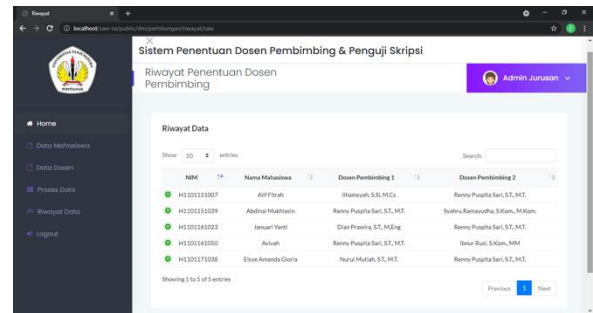 Riwayat
localhost/saw-ta/public/dm/perhitungan/riwayat/saw
Sistem Penentuan Dosen Pembimbing & Penguji Skripsi
Riwayat Penentuan Dosen
Pembimbing
Admin Jurusan
PONTIANAK
Home
Data Mahasiswa
Data Dosen
Proses Data
Riwayat Data
Logout
Riwayat Data
Show 10 entries Search:
NIM Nama Mahasiswa Dosen Pembimbing 1 Dosen Pembimbing 2
H1101151007 Alif Fitrah Ilhamsyah, S.Si, M.Cs Renny Puspita Sari, S.T., M.T.
H1101151039 Abdinal Mukhlasin Renny Puspita Sari, S.T., M.T. Syahru Ramayudha, S.Kom., M.Kom.
H1101161023 Januari Yanti Dian Prawira, S.T., M.Eng Renny Puspita Sari, S.T., M.T.
H1101161050 Avivah Renny Puspita Sari, S.T., M.T. Ibnur Rusi, S.Kom., MM
H1101171038 Elsye Amanda Gloria Nurul Mutiah, S.T., M.T. Renny Puspita Sari, S.T., M.T.
Showing 1 to 5 of 5 entries
Previous 1 Next